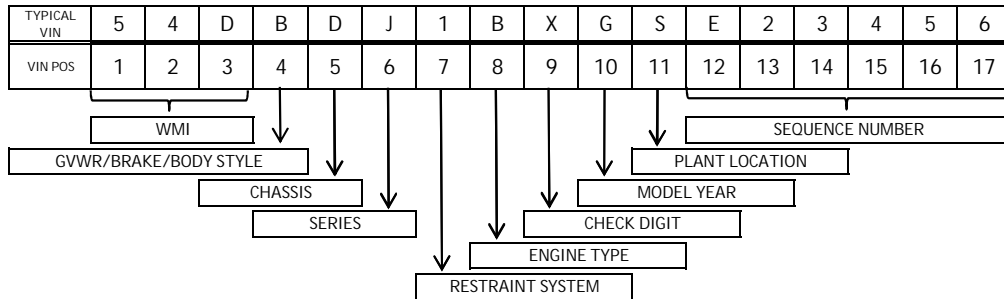 TYPICAL VIN 5 4 D B D J 1 B X G S E 2 3 4 5 6
VIN POS 1 2 3 4 5 6 7 8 9 10 11 12 13 14 15 16 17
WMI SEQUENCE NUMBER
GVWR/BRAKE/BODY STYLE PLANT LOCATION
CHASSIS MODEL YEAR
SERIES CHECK DIGIT
ENGINE TYPE
RESTRAINT SYSTEM